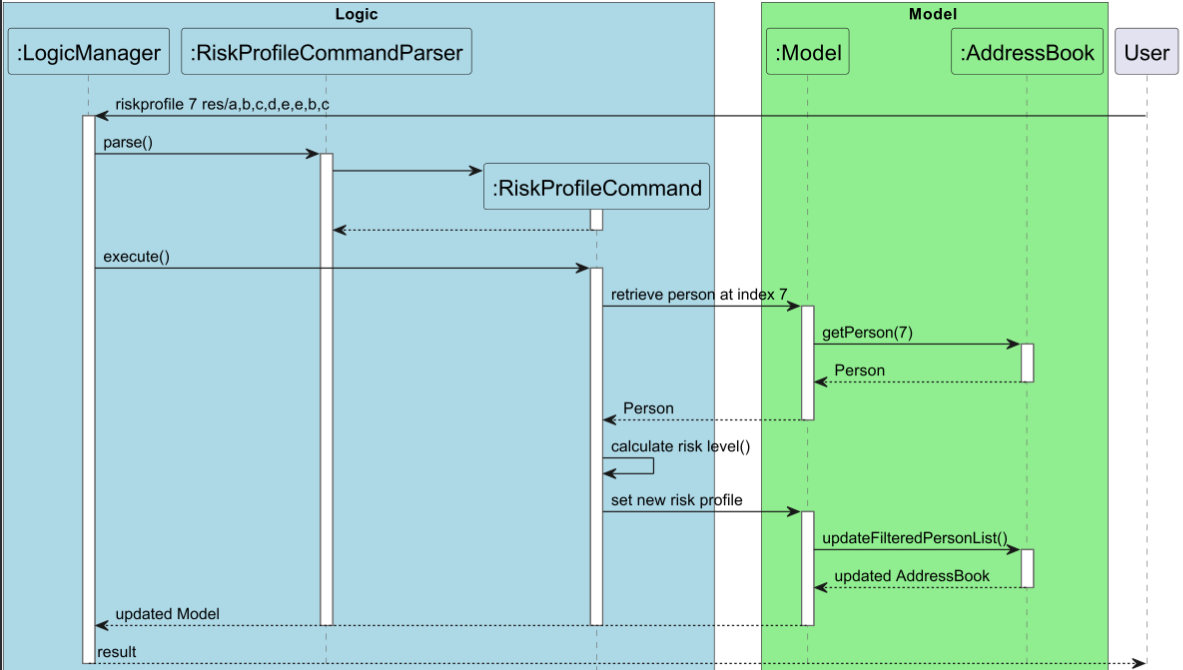 Logic
Model
:LogicManager
:RiskProfileCommandParser
:Model
:AddressBook
User
riskprofile 7 res/a,b,c,d,e,e,b,c
parse()
:RiskProfileCommand
execute()
retrieve person at index 7
getPerson(7)
Person
Person
calculate risk level()
set new risk profile
updateFilteredPersonList()
updated AddressBook
updated Model
result